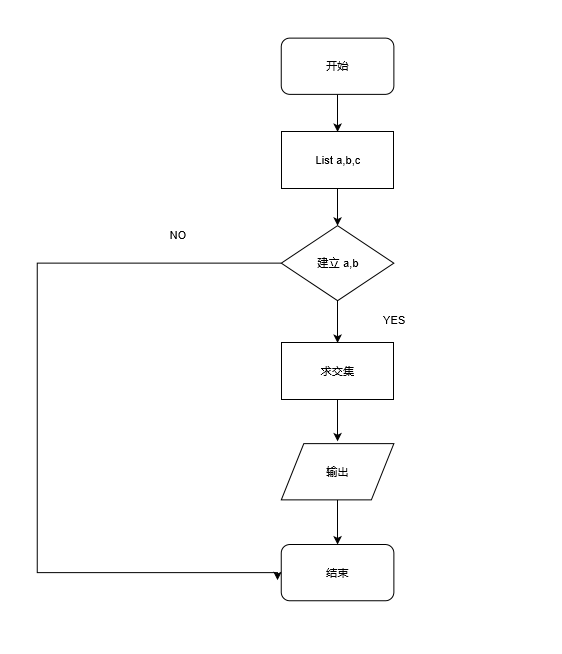 开始
List a,b,c
NO
建立 a,b
YES
求交集
输出
结束